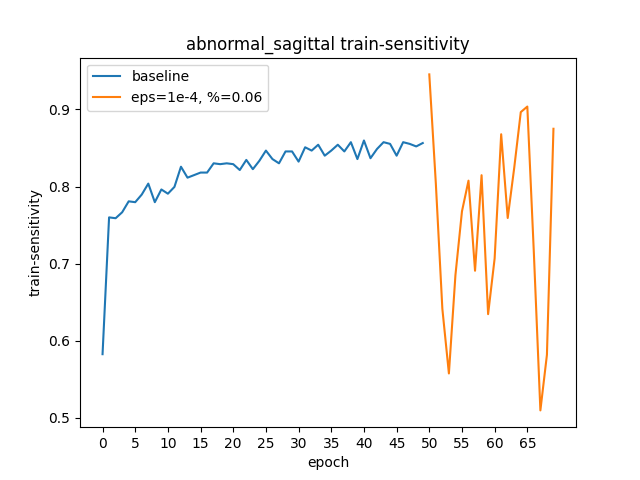 abnormal_sagittal train-sensitivity
baseline
eps=1e-4, %=0.06
train-sensitivity
0.9
0.8
0.7
0.6
0.5
0 5 10 15 20 25 30 35 40 45 50 55 60 65
epoch